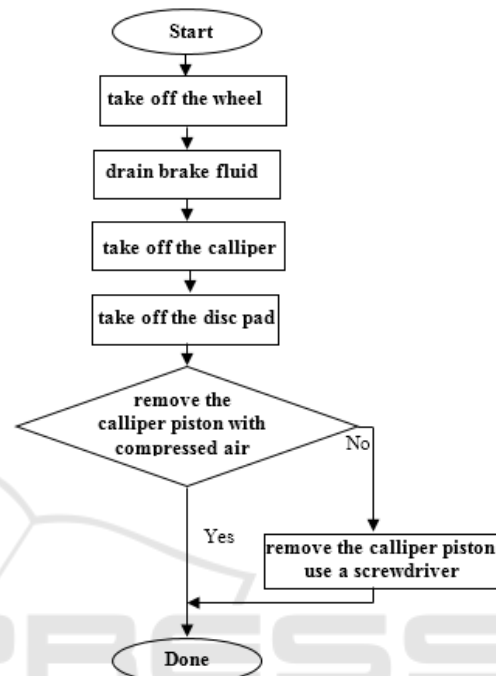 Start
take off the wheel
drain brake fluid
take off the calliper
take off the disc pad
remove the
calliper piston with
compressed air
No
Yes
remove the calliper piston
use a screwdriver
Done
PRESS